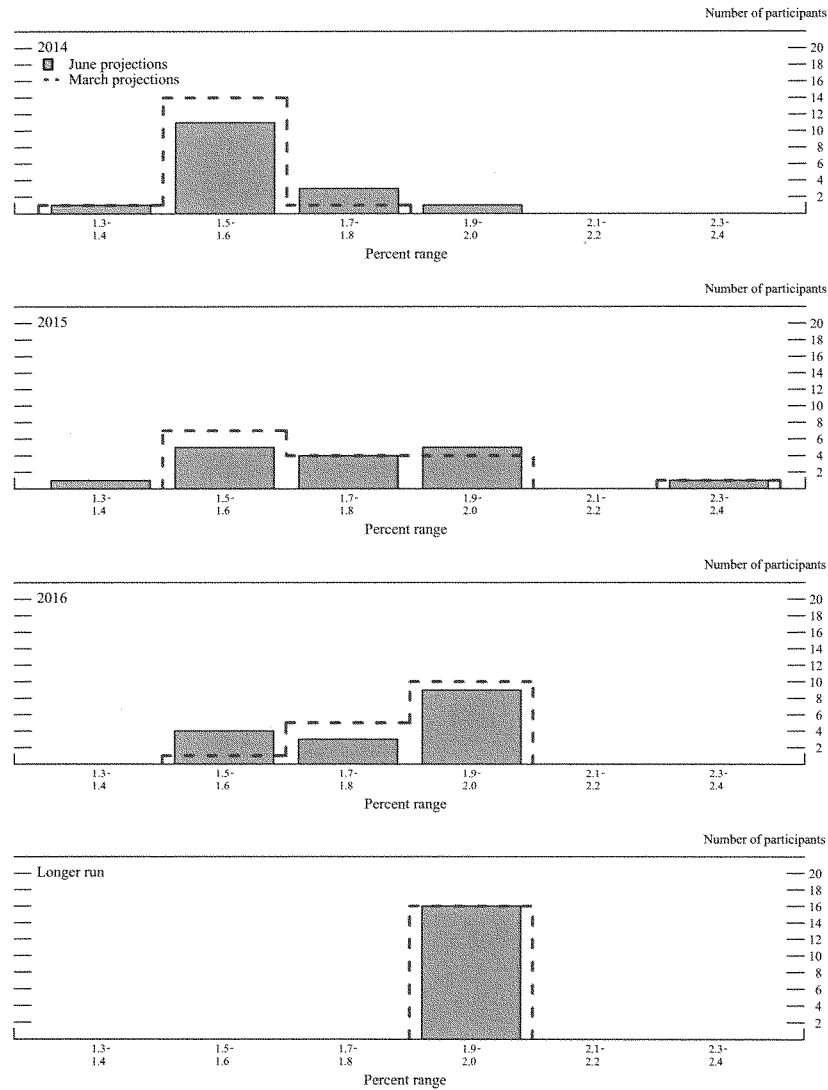 Number of participants
2014
June projections
March projections
20
18
16
14
12
10
8
6
4
2
1.3- 1.5- 1.7- 1.9- 2.1- 2.3-
1.4 1.6 1.8 2.0 2.2 2.4
Percent range
Number of participants
2015
20
18
16
14
12
10
8
6
4
2
1.3- 1.5- 1.7- 1.9- 2.1- 2.3-
1.4 1.6 1.8 2.0 2.2 2.4
Percent range
Number of participants
2016
20
18
16
14
12
10
8
6
4
2
1.3- 1.5- 1.7- 1.9- 2.1- 2.3-
1.4 1.6 1.8 2.0 2.2 2.4
Percent range
Number of participants
Longer run
20
18
16
14
12
10
8
6
4
2
1.3- 1.5- 1.7- 1.9- 2.1- 2.3-
1.4 1.6 1.8 2.0 2.2 2.4
Percent range